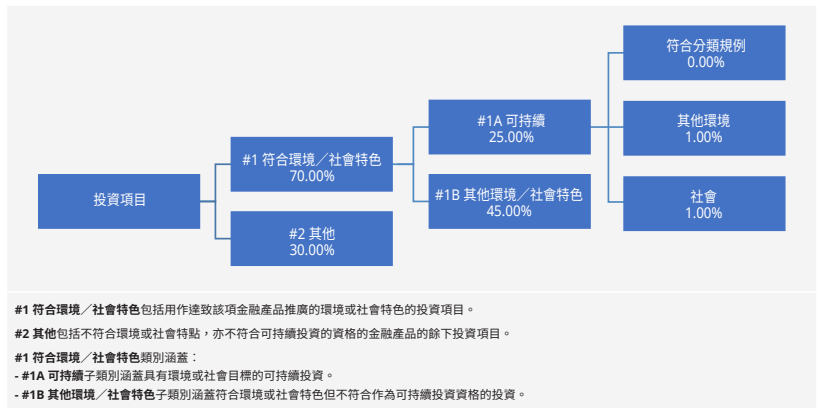 投資項目
#1 符合環境／社會特色
70.00%
#2 其他
30.00%
#1A 可持續
25.00%
#1B 其他環境／社會特色
45.00%
符合分類規例
0.00%
其他環境
1.00%
社會
1.00%
#1 符合環境／社會特色包括用作達致該項金融產品推廣的環境或社會特色的投資項目。
#2 其他包括不符合環境或社會特點，亦不符合可持續投資的資格的金融產品的餘下投資項目。
#1 符合環境／社會特色類別涵蓋：
- #1A 可持續子類別涵蓋具有環境或社會目標的可持續投資。
- #1B 其他環境／社會特色子類別涵蓋符合環境或社會特色但不符合作為可持續投資資格的投資。